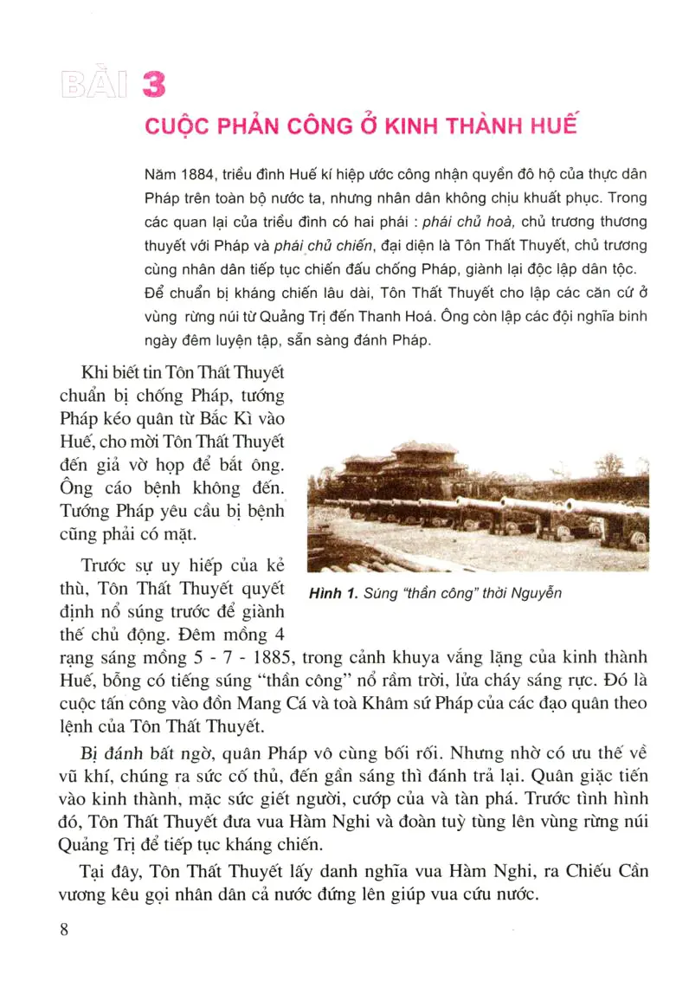 BÀI 3
CUỘC PHẢN CÔNG Ở KINH THÀNH HUẾ
Năm 1884, triều đình Huế kí hiệp ước công nhận quyền đô hộ của thực dân
Pháp trên toàn bộ nước ta, nhưng nhân dân không chịu khuất phục. Trong
các quan lại của triều đình có hai phái : phái chủ hoà, chủ trương thương
thuyết với Pháp và phái chủ chiến, đại diện là Tôn Thất Thuyết, chủ trương
cùng nhân dân tiếp tục chiến đấu chống Pháp, giành lại độc lập dân tộc.
Để chuẩn bị kháng chiến lâu dài, Tôn Thất Thuyết cho lập các căn cứ ở
vùng rừng núi từ Quảng Trị đến Thanh Hoá. Ông còn lập các đội nghĩa binh
ngày đêm luyện tập, sẵn sàng đánh Pháp.
Khi biết tin Tôn Thất Thuyết
chuẩn bị chống Pháp, tướng
Pháp kéo quân từ Bắc Kì vào
Huế, cho mời Tôn Thất Thuyết
đến giả vờ họp để bắt ông.
Ông cáo bệnh không đến.
Tướng Pháp yêu cầu bị bệnh
cũng phải có mặt.
Trước sự uy hiếp của kẻ
thù, Tôn Thất Thuyết quyết
định nổ súng trước để giành
thế chủ động. Đêm mồng 4
Hình 1. Súng “thần công” thời Nguyễn
rạng sáng mồng 5 - 7 - 1885, trong cảnh khuya vắng lặng của kinh thành
Huế, bỗng có tiếng súng “thần công” nổ rầm trời, lửa cháy sáng rực. Đó là
cuộc tấn công vào đồn Mang Cá và toà Khâm sứ Pháp của các đạo quân theo
lệnh của Tôn Thất Thuyết.
Bị đánh bất ngờ, quân Pháp vô cùng bối rối. Nhưng nhờ có ưu thế về
vũ khí, chúng ra sức cố thủ, đến gần sáng thì đánh trả lại. Quân giặc tiến
vào kinh thành, mặc sức giết người, cướp của và tàn phá. Trước tình hình
đó, Tôn Thất Thuyết đưa vua Hàm Nghi và đoàn tuỳ tùng lên vùng rừng núi
Quảng Trị để tiếp tục kháng chiến.
Tại đây, Tôn Thất Thuyết lấy danh nghĩa vua Hàm Nghi, ra Chiếu Cần
vương kêu gọi nhân dân cả nước đứng lên giúp vua cứu nước.
8